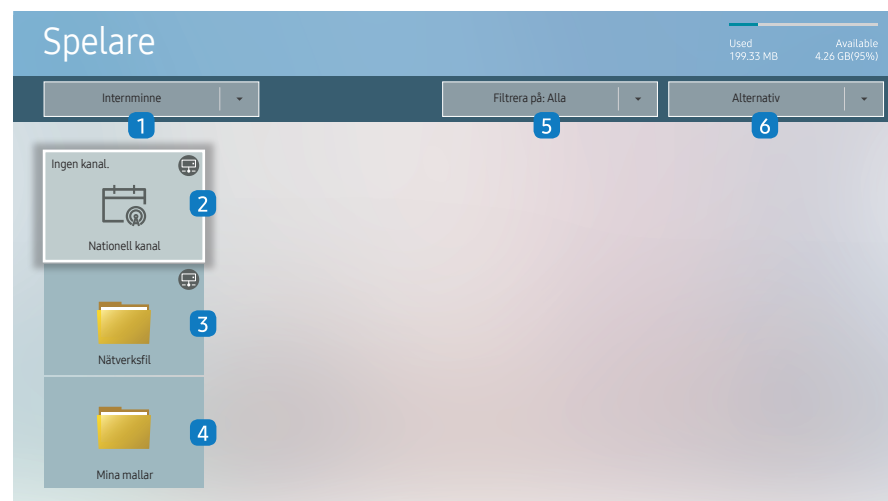 Spelare
Used
199.33 MB
Available
4.26 GB(95%)
Internminne
Filtrera på: Alla
Alternativ
1
5
6
Ingen kanal.
2
Nationell kanal
3
Nätverksfil
4
Mina mallar